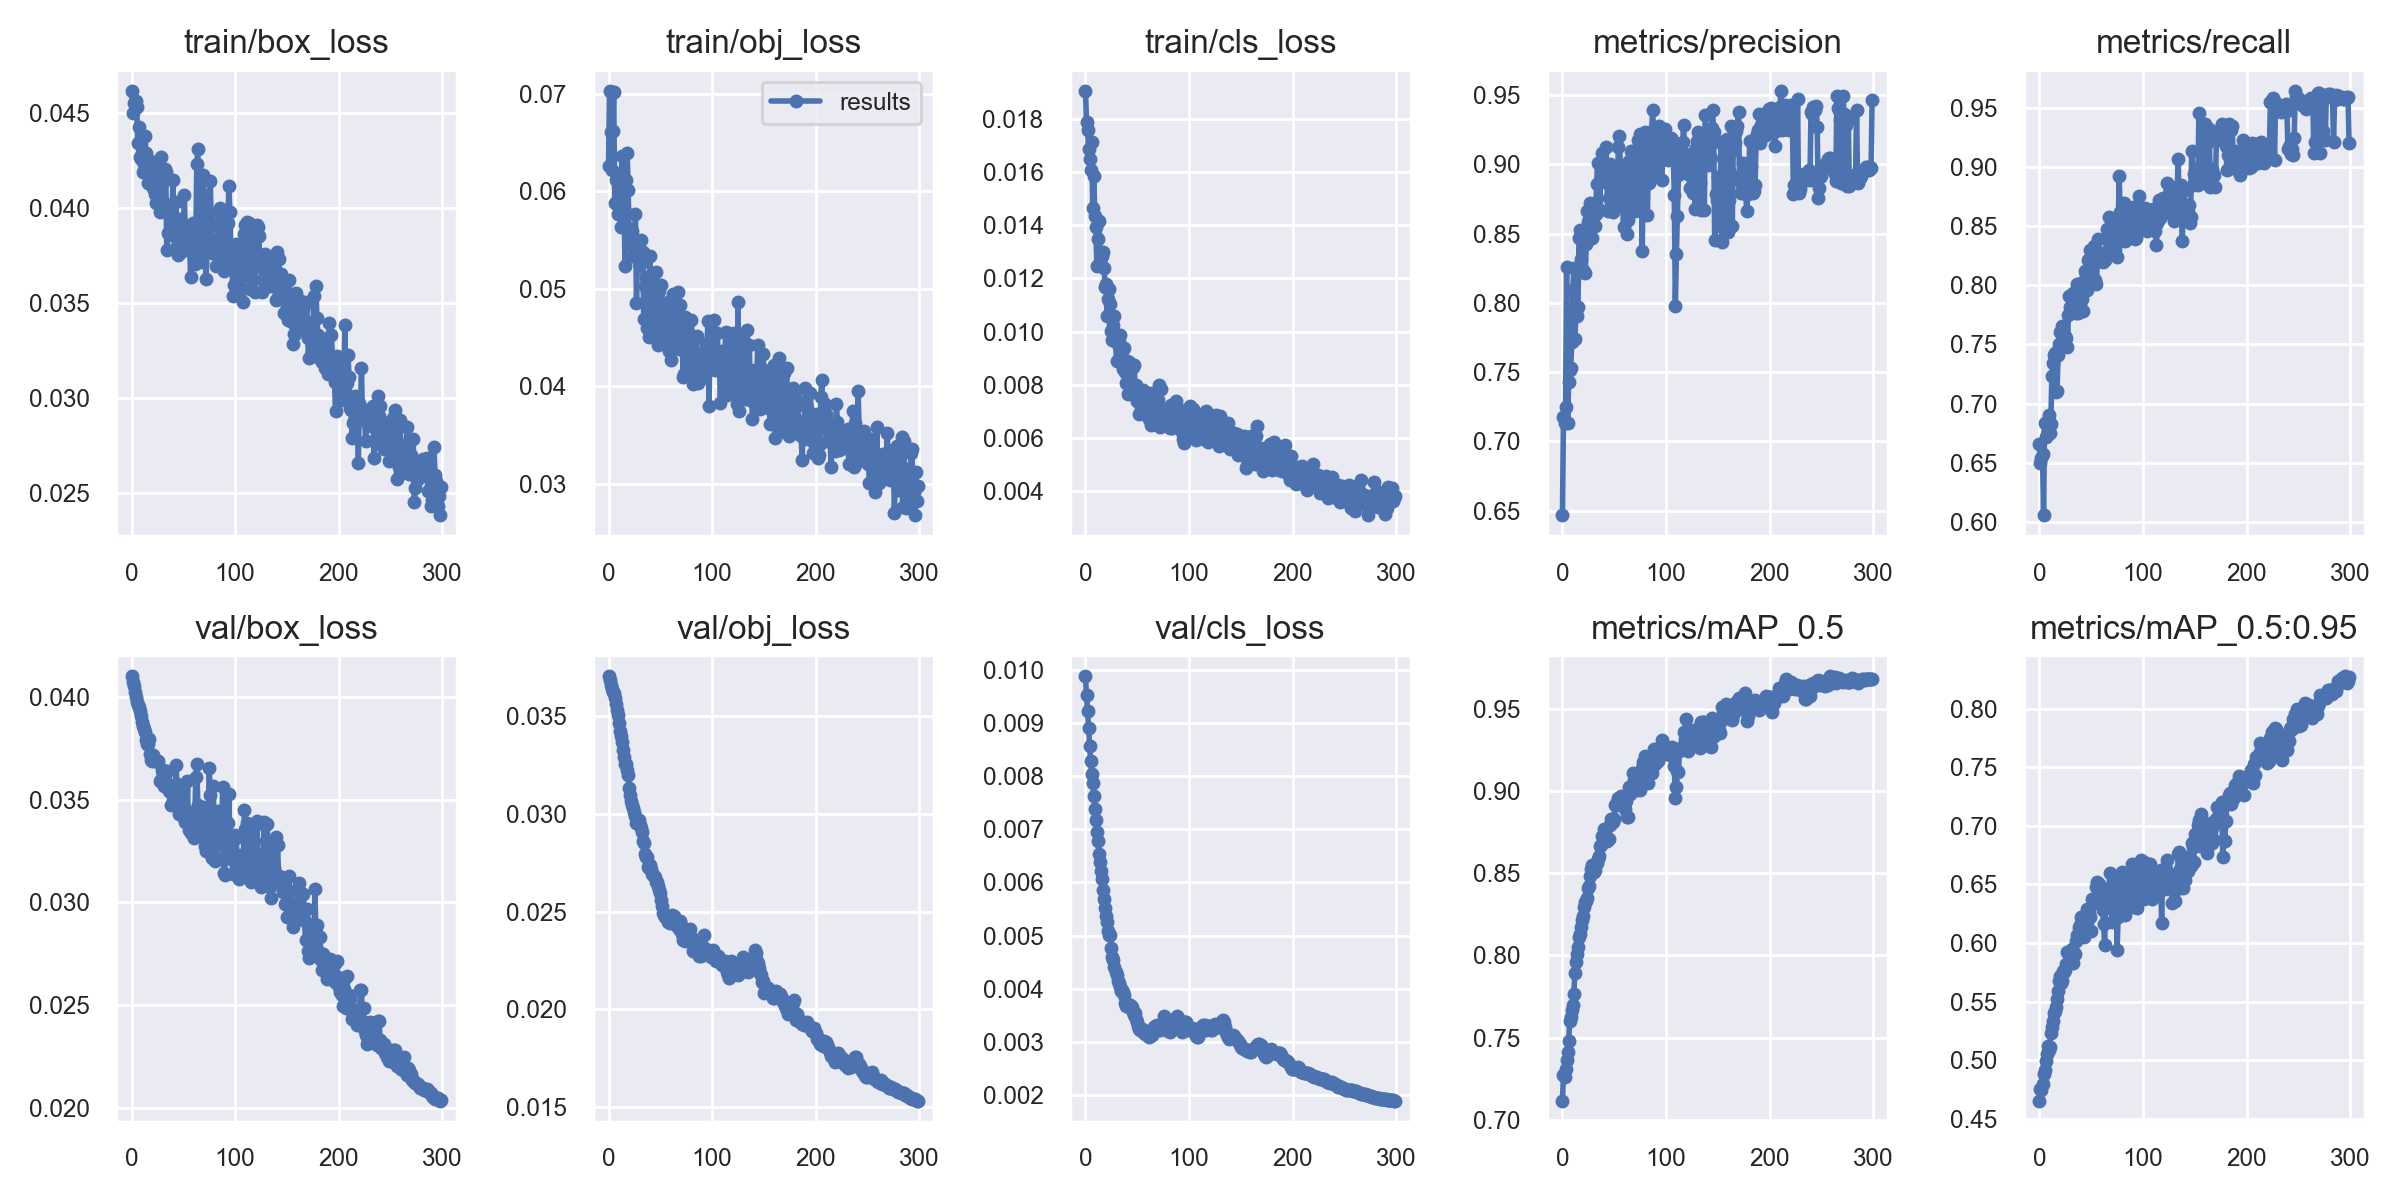 train/box_loss train/obj_loss train/cls_loss metrics/precision metrics/recall
results
0.045 0.040 0.035 0.030 0.025
0 100 200 300
0.07 0.06 0.05 0.04 0.03
0 100 200 300
0.018 0.016 0.014 0.012 0.010 0.008 0.006 0.004
0 100 200 300
0.95 0.90 0.85 0.80 0.75 0.70 0.65
0 100 200 300
0.95 0.90 0.85 0.80 0.75 0.70 0.65 0.60
0 100 200 300
val/box_loss val/obj_loss val/cls_loss metrics/mAP_0.5 metrics/mAP_0.5:0.95
0.040 0.035 0.030 0.025 0.020
0 100 200 300
0.035 0.030 0.025 0.020 0.015
0 100 200 300
0.010 0.009 0.008 0.007 0.006 0.005 0.004 0.003 0.002
0 100 200 300
0.95 0.90 0.85 0.80 0.75 0.70
0 100 200 300
0.80 0.75 0.70 0.65 0.60 0.55 0.50 0.45
0 100 200 300